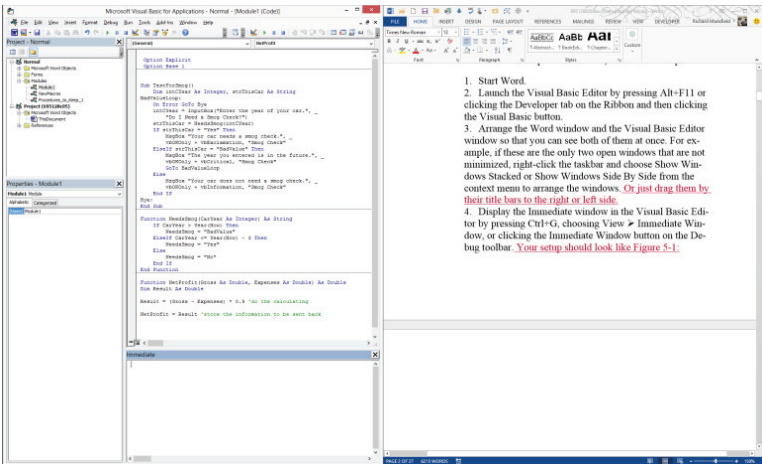 Microsoft Visual Basic for Applications - Normal - [Module1 (Code)]
File Edit View Insert Format Debug Run Tools Add-Ins Window Help
Project - Normal
Normal
Microsoft Word Objects
Forms
Modules
Module1
NewMacros
Microsoft Word Objects
ThisDocument
References
Properties - Module1
Module1 Module
Alphabetic Categorized
Module1
(General)
NetProfit
Option Explicit
Option Base 1
Sub TestForSmog()
Dim intCYear As Integer, strThisCar As String
BadValueLoop:
On Error GoTo Bye
intCYear = InputBox("Enter the year of your car.", _
"Do I Need a Smog Check?")
strThisCar = NeedsSmog(intCYear)
If strThisCar = "Yes" Then
MsgBox "Your car needs a smog check.", _
vbOKOnly + vbExclamation, "Smog Check"
ElseIf strThisCar = "BadValue" Then
MsgBox "The year you entered is in the future.", _
vbOKOnly + vbCritical, "Smog Check"
GoTo BadValueLoop
Else
MsgBox "Your car does not need a smog check.", _
vbOKOnly + vbInformation, "Smog Check"
End If
Bye:
End Sub
Function NeedsSmog(CarYear As Integer) As String
If CarYear > Year(Now) Then
NeedsSmog = "BadValue"
ElseIf CarYear <= Year(Now) - 3 Then
NeedsSmog = "Yes"
Else
NeedsSmog = "No"
End If
End Function
Function NetProfit(Gross As Double, Expenses As Double) As Double
Dim Result As Double
Result = (Gross - Expenses) * 0.9 'do the calculating
NetProfit = Result 'store the information to be sent back
Immediate
FILE HOME INSERT DESIGN PAGE LAYOUT REFERENCES MAILINGS REVIEW VIEW DEVELOPER
Times New Roman
AaBbCc AaBb AaI
Font Paragraph Styles
1. Start Word.
2. Launch the Visual Basic Editor by pressing Alt+F11 or
clicking the Developer tab on the Ribbon and then clicking
the Visual Basic button.
3. Arrange the Word window and the Visual Basic Editor
window so that you can see both of them at once. For ex-
ample, if these are the only two open windows that are not
minimized, right-click the taskbar and choose Show Win-
dows Stacked or Show Windows Side By Side from the
context menu to arrange the windows. Or just drag them by
their title bars to the right or left side.
4. Display the Immediate window in the Visual Basic Edi-
tor by pressing Ctrl+G, choosing View ➢ Immediate Win-
dow, or clicking the Immediate Window button on the De-
bug toolbar. Your setup should look like Figure 5-1: